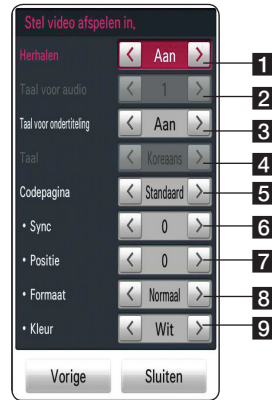 Stel video afspelen in,
Herhalen < Aan > 1
Taal voor audio < 1 > 2
Taal voor ondertiteling < Aan > 3
Taal < Koreaans > 4
Codepagina < Standaard > 5
• Sync < 0 > 6
• Positie < 0 > 7
• Formaat < Normaal > 8
• Kleur < Wit > 9
Vorige Sluiten